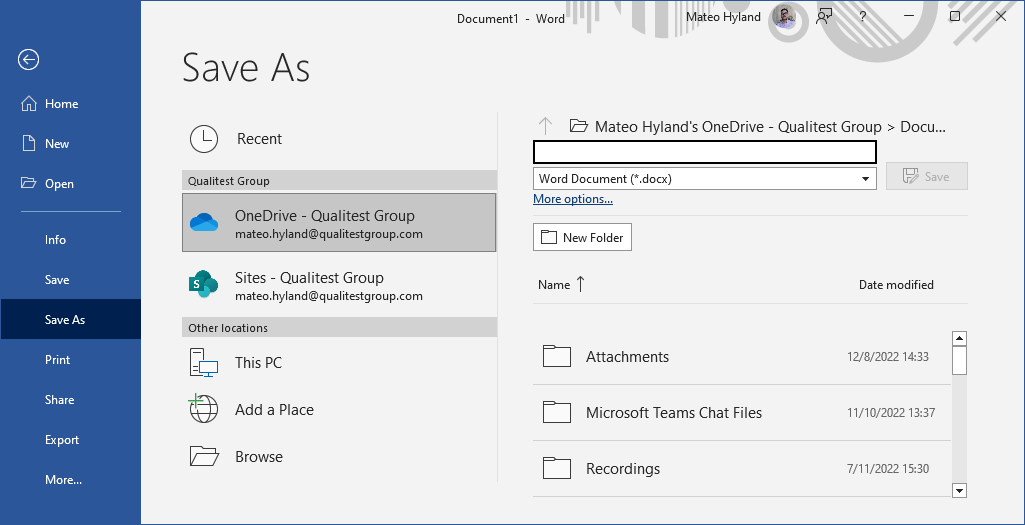 Document1 - Word
Mateo Hyland
?
Save As
Home
New
Open
Info
Save
Save As
Print
Share
Export
More...
Recent
Qualitest Group
OneDrive - Qualitest Group
mateo.hyland@qualitestgroup.com
S
Sites - Qualitest Group
mateo.hyland@qualitestgroup.com
Other locations
This PC
Add a Place
Browse
Mateo Hyland's OneDrive - Qualitest Group > Docu...
Word Document (*.docx)
Save
More options...
New Folder
Name Date modified
Attachments 12/8/2022 14:33
Microsoft Teams Chat Files 11/10/2022 13:37
Recordings 7/11/2022 15:30